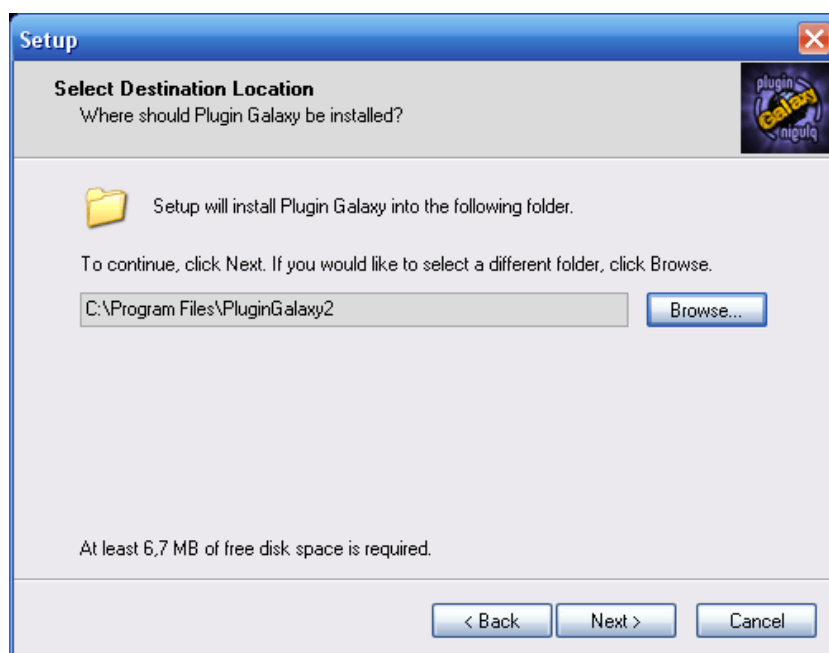 Setup
Select Destination Location
Where should Plugin Galaxy be installed?
plugin
Galaxy
nigulq
Setup will install Plugin Galaxy into the following folder.
To continue, click Next. If you would like to select a different folder, click Browse.
C:\Program Files\PluginGalaxy2
Browse...
At least 6,7 MB of free disk space is required.
< Back
Next >
Cancel